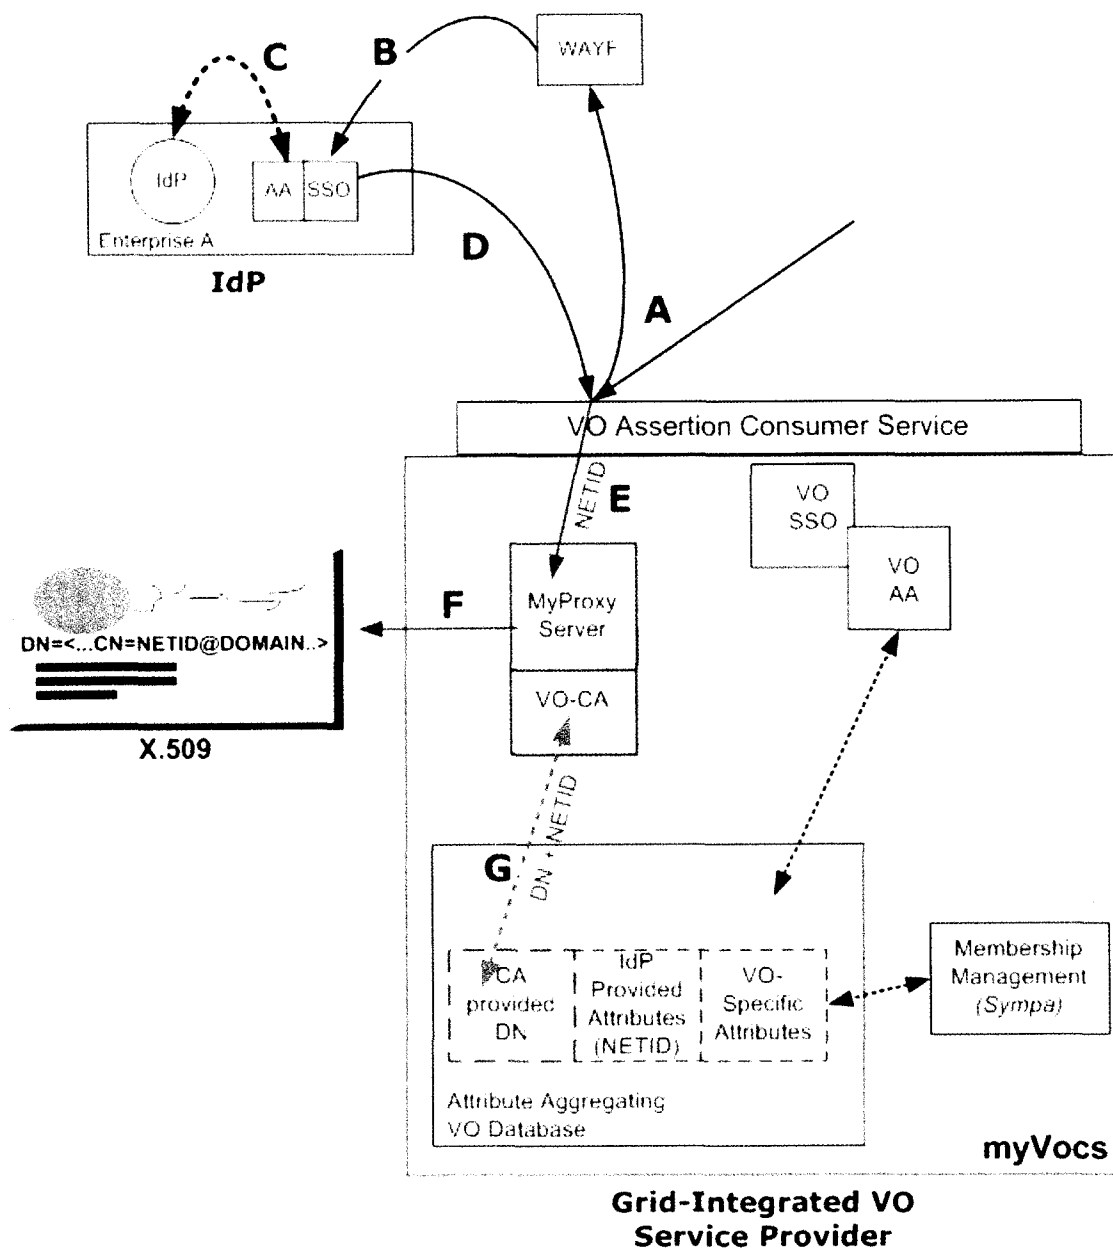 WAYF
B
C
IdP
AA
SSO
Enterprise A
IdP
D
A
VO Assertion Consumer Service
NETID
E
VO
SSO
VO
AA
MyProxy
Server
VO-CA
F
DN=<...CN=NETID@DOMAIN..>
X.509
DN + NETID
G
CA
provided
DN
IdP
Provided
Attributes
(NETID)
VO-
Specific
Attributes
Membership
Management
(Sympa)
Attribute Aggregating
VO Database
myVocs
Grid-Integrated VO
Service Provider